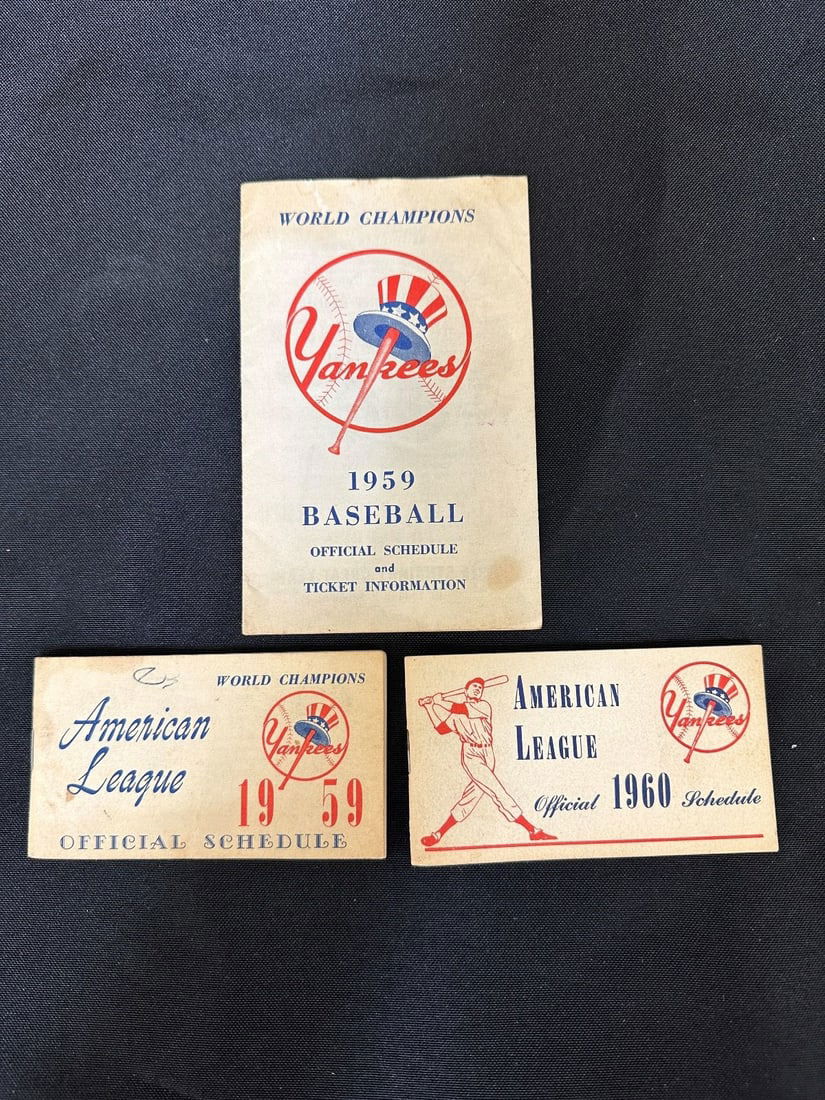 WORLD CHAMPIONS
Yankees
1959
BASEBALL
OFFICIAL SCHEDULE
and
TICKET INFORMATION
WORLD CHAMPIONS
American
League
Yankees
19 59
OFFICIAL SCHEDULE
AMERICAN
LEAGUE
Yankees
Official 1960 Schedule